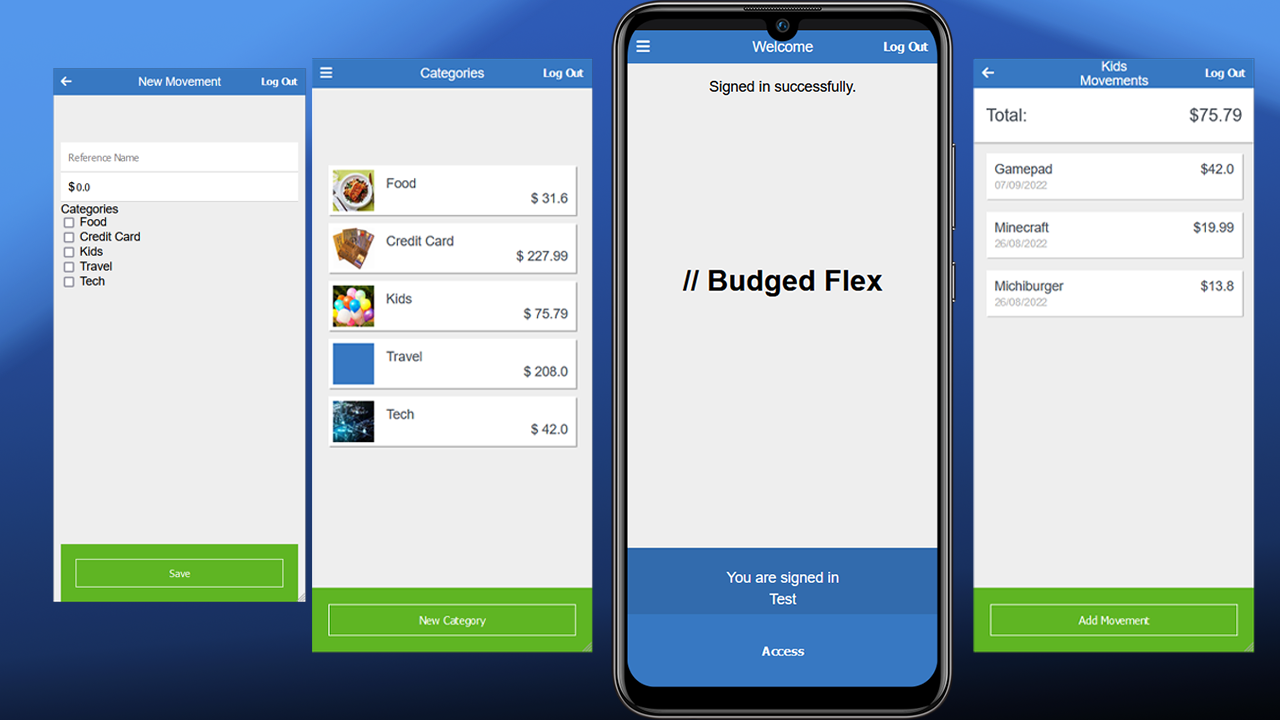 New Movement
Log Out
Reference Name
$ 0.0
Categories
Food
Credit Card
Kids
Travel
Tech
Save
Categories
Log Out
Food
$ 31.6
Credit Card
$ 227.99
Kids
$ 75.79
Travel
$ 208.0
Tech
$ 42.0
New Category
Welcome
Log Out
Signed in successfully.
// Budged Flex
You are signed in
Test
Access
Kids
Movements
Log Out
Total:
$75.79
Gamepad
$42.0
07/09/2022
Minecraft
$19.99
26/08/2022
Michiburger
$13.8
26/08/2022
Add Movement